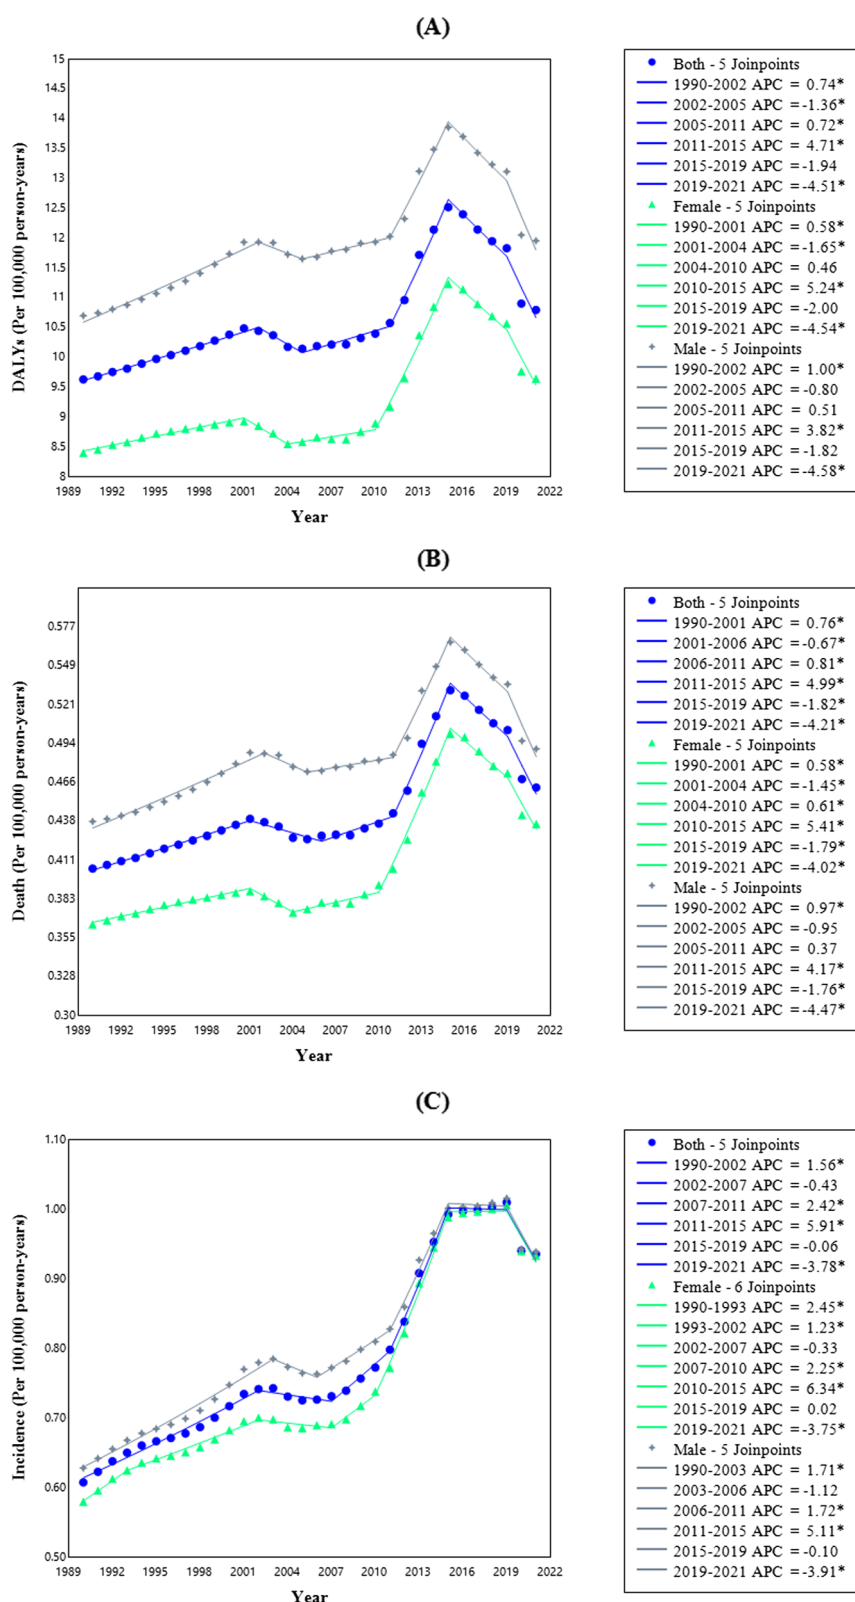 (A)
DALYs (Per 100,000 person-years)
15
14.5
14
13.5
13
12.5
12
11.5
11
10.5
10
9.5
9
8.5
8
1989 1992 1995 1998 2001 2004 2007 2010 2013 2016 2019 2022
Year
Both - 5 Joinpoints
1990-2002 APC = 0.74*
2002-2005 APC = -1.36*
2005-2011 APC = 0.72*
2011-2015 APC = 4.71*
2015-2019 APC = -1.94
2019-2021 APC = -4.51*
Female - 5 Joinpoints
1990-2001 APC = 0.58*
2001-2004 APC = -1.65*
2004-2010 APC = 0.46
2010-2015 APC = 5.24*
2015-2019 APC = -2.00
2019-2021 APC = -4.54*
Male - 5 Joinpoints
1990-2002 APC = 1.00*
2002-2005 APC = -0.80
2005-2011 APC = 0.51
2011-2015 APC = 3.82*
2015-2019 APC = -1.82
2019-2021 APC = -4.58*
(B)
Death (Per 100,000 person-years)
0.577
0.549
0.521
0.494
0.466
0.438
0.411
0.383
0.355
0.328
0.30
1989 1992 1995 1998 2001 2004 2007 2010 2013 2016 2019 2022
Year
Both - 5 Joinpoints
1990-2001 APC = 0.76*
2001-2006 APC = -0.67*
2006-2011 APC = 0.81*
2011-2015 APC = 4.99*
2015-2019 APC = -1.82*
2019-2021 APC = -4.21*
Female - 5 Joinpoints
1990-2001 APC = 0.58*
2001-2004 APC = -1.45*
2004-2010 APC = 0.61*
2010-2015 APC = 5.41*
2015-2019 APC = -1.79*
2019-2021 APC = -4.02*
Male - 5 Joinpoints
1990-2002 APC = 0.97*
2002-2005 APC = -0.95
2005-2011 APC = 0.37
2011-2015 APC = 4.17*
2015-2019 APC = -1.76*
2019-2021 APC = -4.47*
(C)
Incidence (Per 100,000 person-years)
1.10
1.00
0.90
0.80
0.70
0.60
0.50
1989 1992 1995 1998 2001 2004 2007 2010 2013 2016 2019 2022
Year
Both - 5 Joinpoints
1990-2002 APC = 1.56*
2002-2007 APC = -0.43
2007-2011 APC = 2.42*
2011-2015 APC = 5.91*
2015-2019 APC = -0.06
2019-2021 APC = -3.78*
Female - 6 Joinpoints
1990-1993 APC = 2.45*
1993-2002 APC = 1.23*
2002-2007 APC = -0.33
2007-2010 APC = 2.25*
2010-2015 APC = 6.34*
2015-2019 APC = 0.02
2019-2021 APC = -3.75*
Male - 5 Joinpoints
1990-2003 APC = 1.71*
2003-2006 APC = -1.12
2006-2011 APC = 1.72*
2011-2015 APC = 5.11*
2015-2019 APC = -0.10
2019-2021 APC = -3.91*